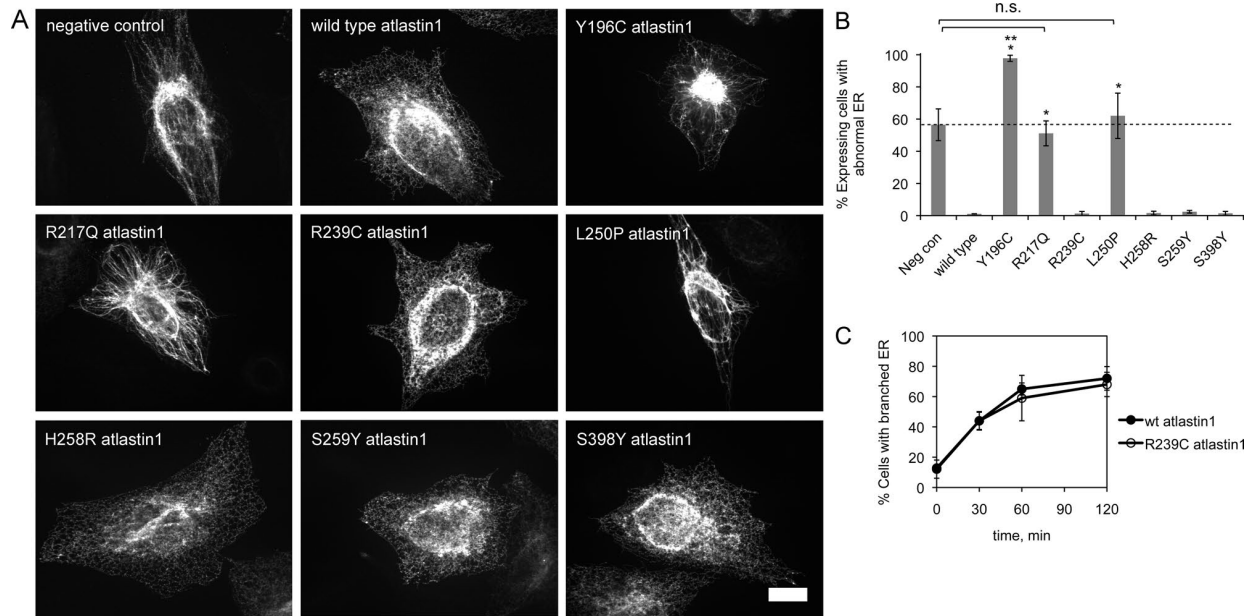 A
negative control
wild type atlastin1
Y196C atlastin1
R217Q atlastin1
R239C atlastin1
L250P atlastin1
H258R atlastin1
S259Y atlastin1
S398Y atlastin1
B
n.s.
**
*
*
*
% Expressing cells with
abnormal ER
100
80
60
40
20
0
Neg con
wild type
Y196C
R217Q
R239C
L250P
H258R
S259Y
S398Y
C
% Cells with branched ER
100
80
60
40
20
0
0 30 60 90 120
time, min
wt atlastin1
R239C atlastin1